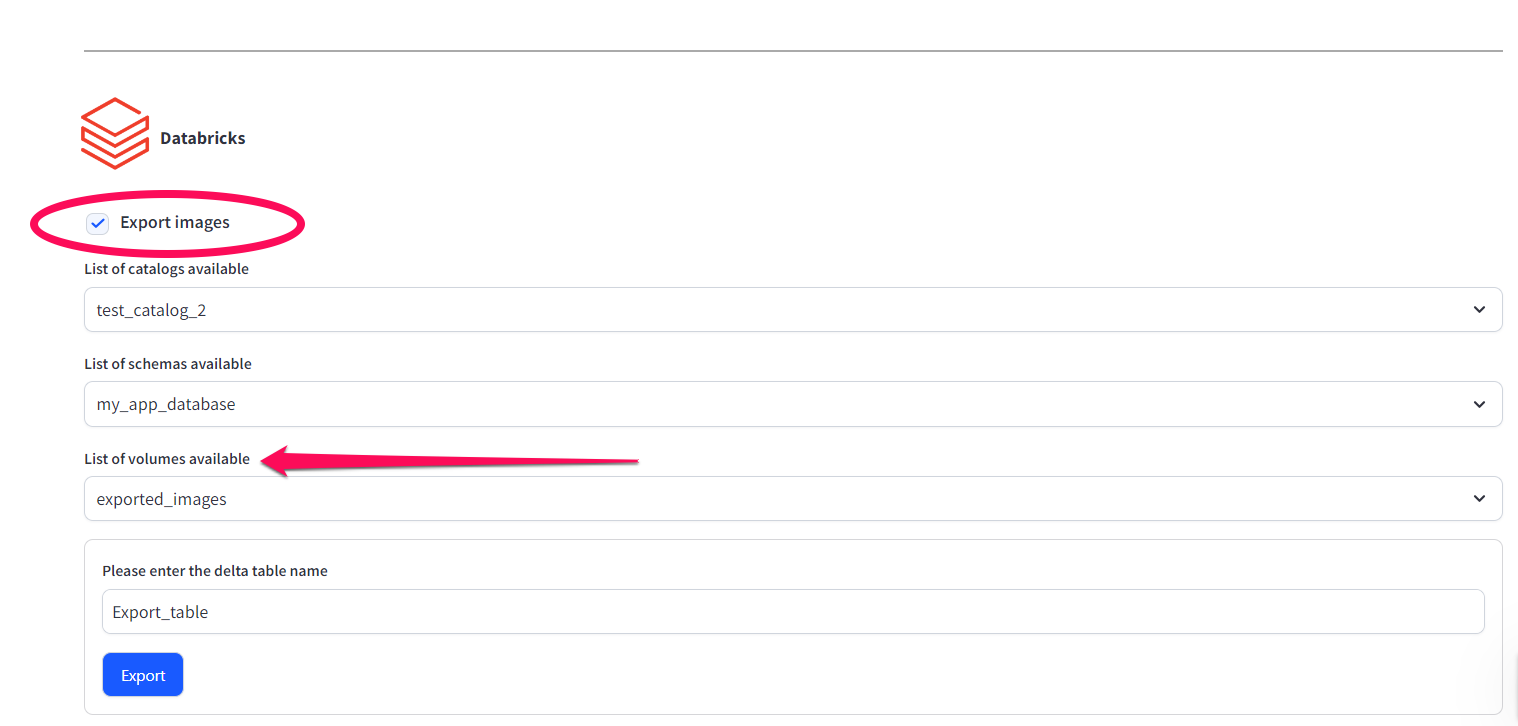 Databricks
Export images
List of catalogs available
test_catalog_2
List of schemas available
my_app_database
List of volumes available
exported_images
Please enter the delta table name
Export_table
Export